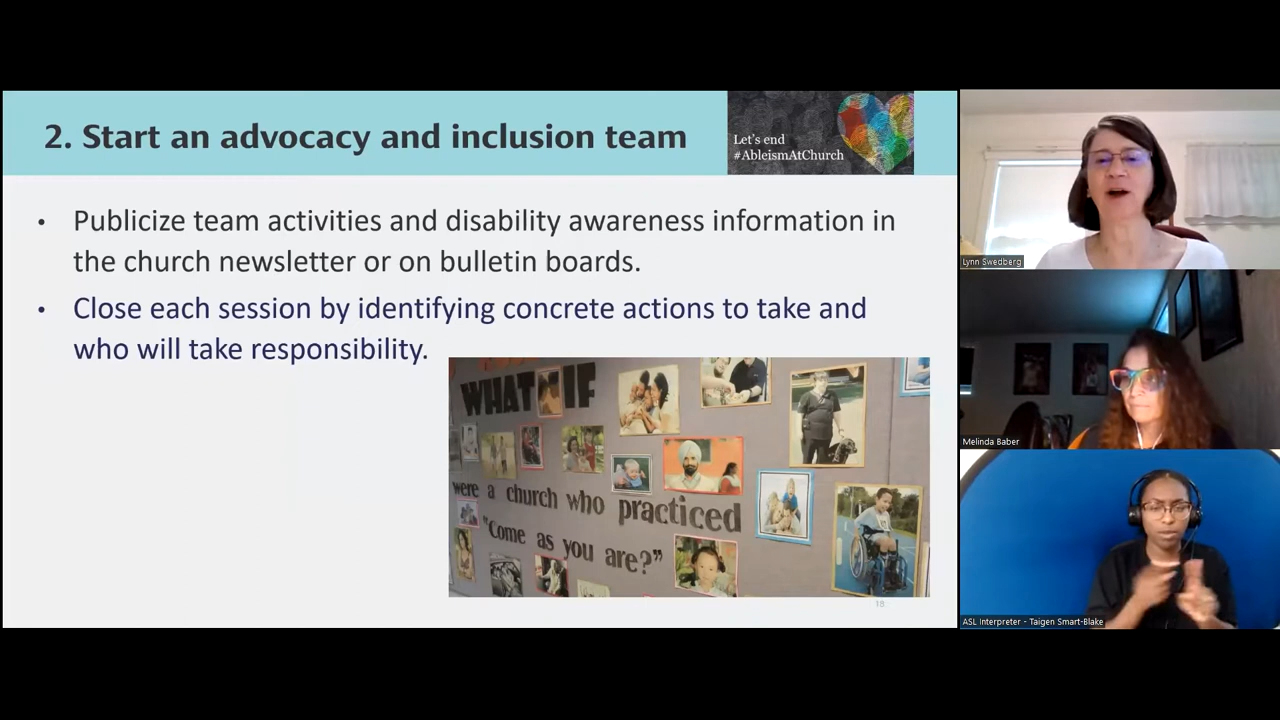 2. Start an advocacy and inclusion team
Let's end
#AbleismAtChurch
• Publicize team activities and disability awareness information in
the church newsletter or on bulletin boards.
• Close each session by identifying concrete actions to take and
who will take responsibility.
WHAT IF
were a church who practiced
"Come as you are?"
18
Lynn Swedberg
Melinda Baber
ASL Interpreter - Taigen Smart-Blake